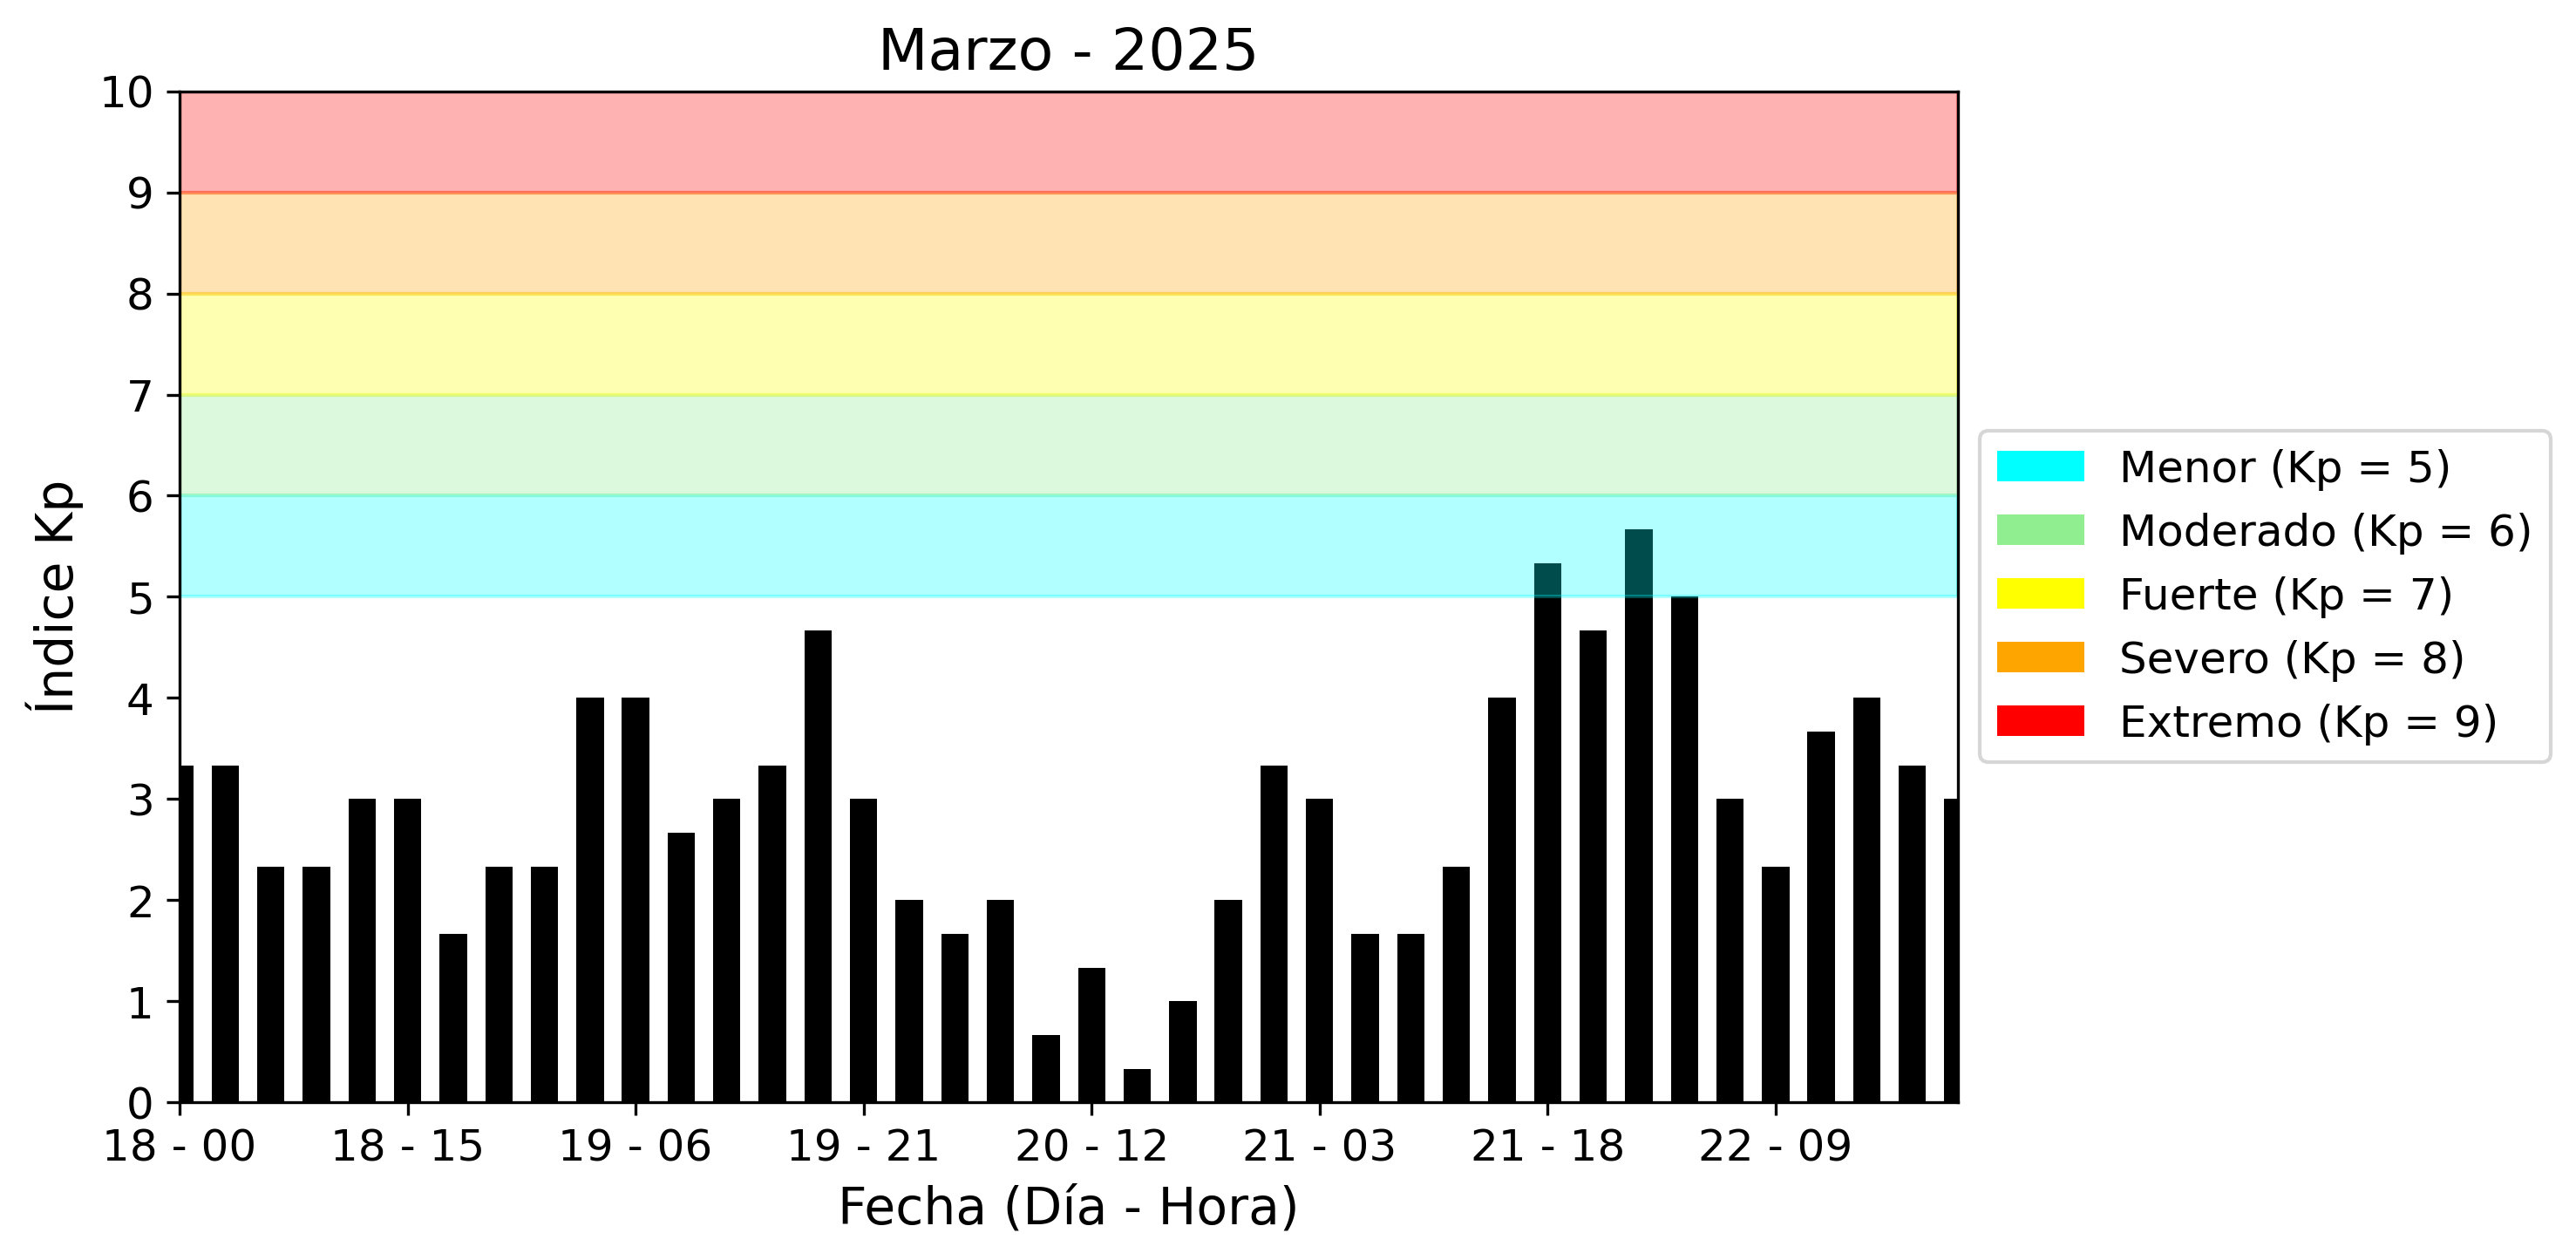 Marzo - 2025
10
9
8
7
6
5
4
3
2
1
0
Índice Kp
18 - 00
18 - 15
19 - 06
19 - 21
20 - 12
21 - 03
21 - 18
22 - 09
Fecha (Día - Hora)
Menor (Kp = 5)
Moderado (Kp = 6)
Fuerte (Kp = 7)
Severo (Kp = 8)
Extremo (Kp = 9)